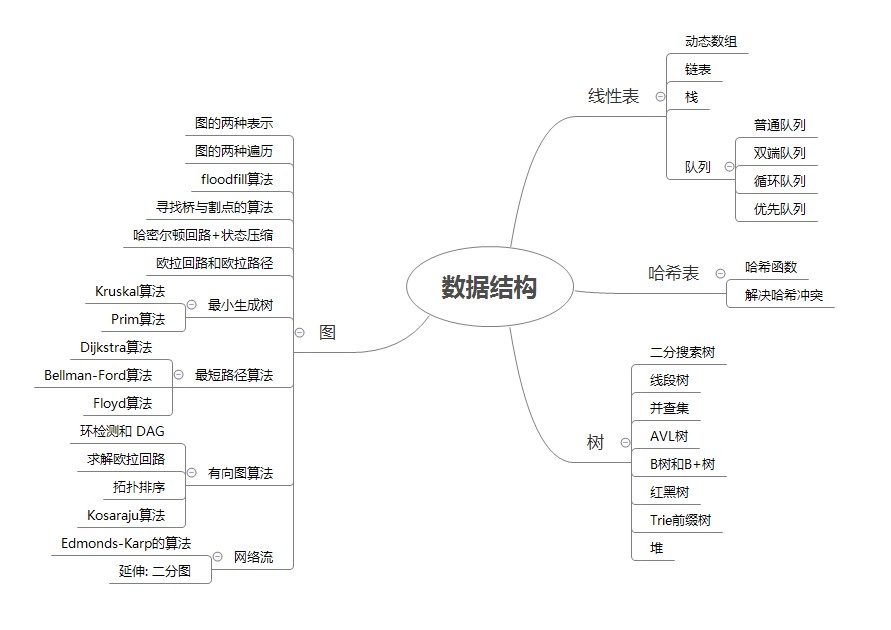 数据结构
线性表
动态数组
链表
栈
队列
普通队列
双端队列
循环队列
优先队列
哈希表
哈希函数
解决哈希冲突
树
二分搜索树
线段树
并查集
AVL树
B树和B+树
红黑树
Trie前缀树
堆
图
图的两种表示
图的两种遍历
floodfill算法
寻找桥与割点的算法
哈密尔顿回路+状态压缩
欧拉回路和欧拉路径
最小生成树
Kruskal算法
Prim算法
最短路径算法
Dijkstra算法
Bellman-Ford算法
Floyd算法
有向图算法
环检测和 DAG
求解欧拉回路
拓扑排序
Kosaraju算法
网络流
Edmonds-Karp的算法
延伸: 二分图